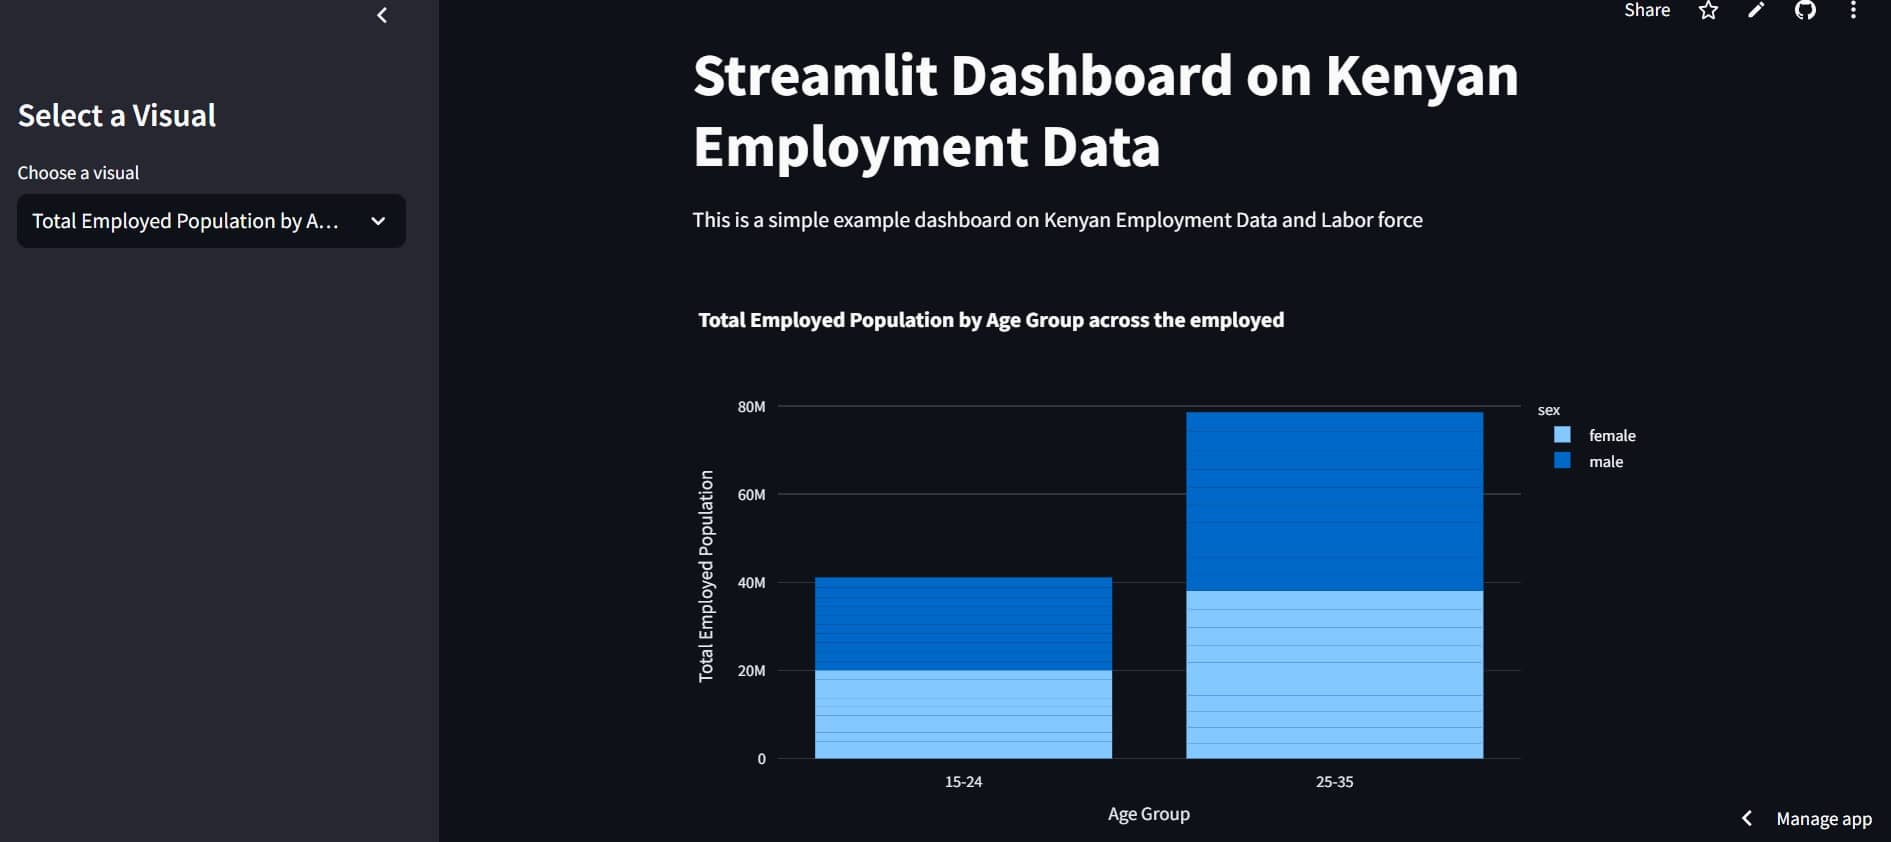 Share
Select a Visual
Choose a visual
Total Employed Population by A...
Streamlit Dashboard on Kenyan
Employment Data
This is a simple example dashboard on Kenyan Employment Data and Labor force
Total Employed Population by Age Group across the employed
80M
60M
40M
20M
0
Total Employed Population
15-24
25-35
Age Group
sex
female
male
Manage app